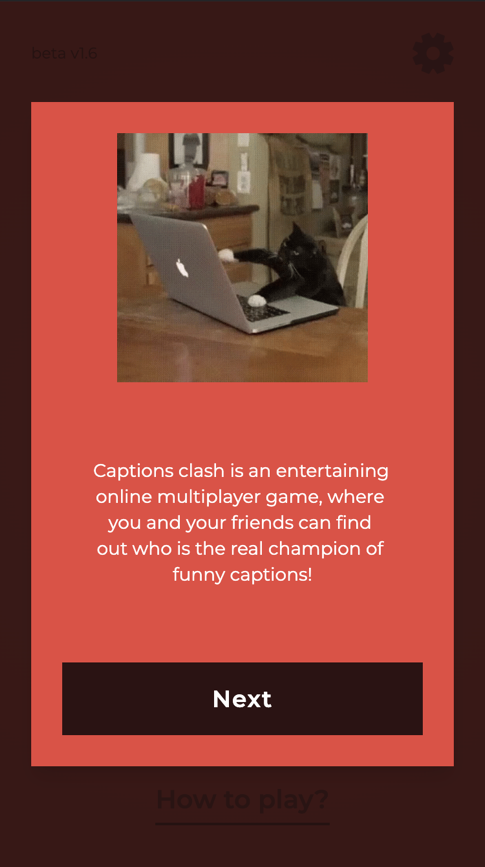 beta v1.6
Captions clash is an entertaining
online multiplayer game, where
you and your friends can find
out who is the real champion of
funny captions!
Next
How to play?